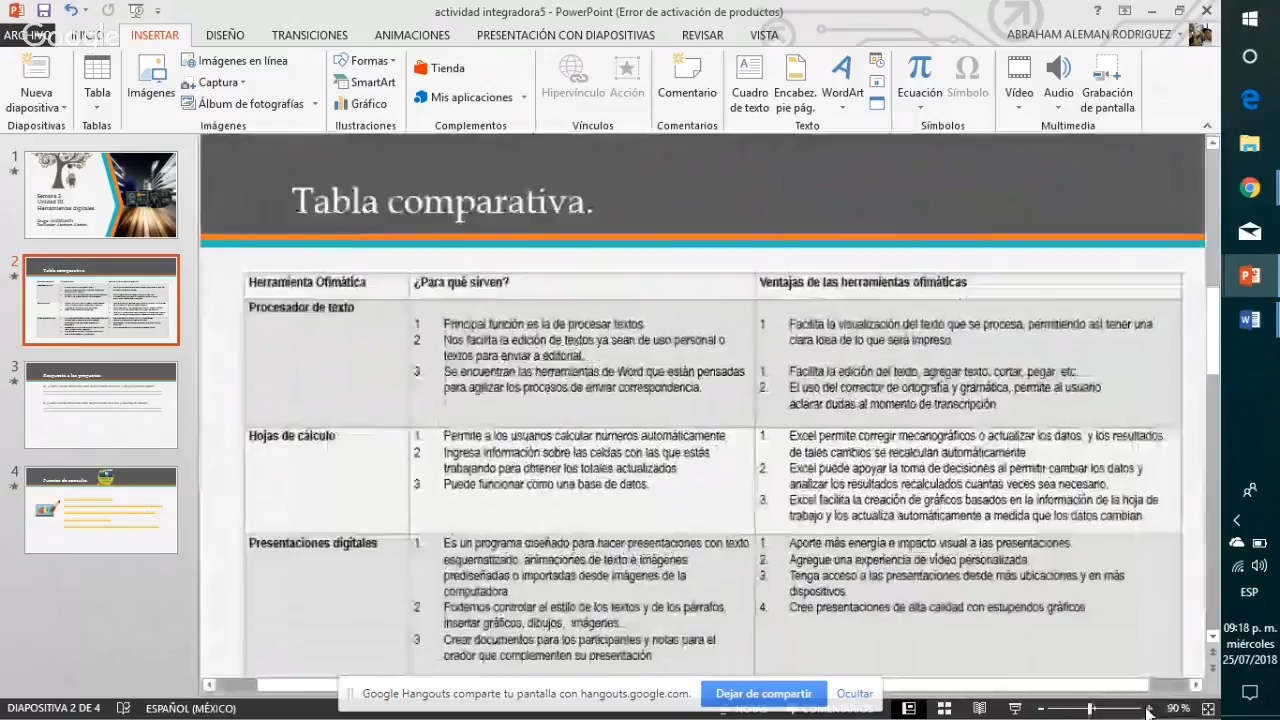 actividad integradora5 - PowerPoint (Error de activación de productos)
ARCHIVO INICIO INSERTAR DISEÑO TRANSICIONES ANIMACIONES PRESENTACIÓN CON DIAPOSITIVAS REVISAR VISTA ABRAHAM ALEMAN RODRIGUEZ
Google
Nueva diapositiva
Diapositivas
Tabla
Tablas
Imágenes
Imágenes en línea
Captura
Álbum de fotografías
Imágenes
Formas
SmartArt
Gráfico
Ilustraciones
Tienda
Mis aplicaciones
Complementos
Hipervínculo
Acción
Vínculos
Comentario
Comentarios
Cuadro de texto
Encabez. pie pág.
WordArt
Texto
Ecuación
Símbolo
Símbolos
Vídeo
Audio
Grabación de pantalla
Multimedia
1
Semana 3.
Unidad III.
Herramientas digitales.
2
Tabla comparativa.
3
Respuesta a las preguntas.
4
Fuentes de consulta.
Tabla comparativa.
Herramienta Ofimática
¿Para qué sirven?
Ventajas de las herramientas ofimáticas
Procesador de texto
1 Principal función es la de procesar textos
2 Nos facilita la edición de textos ya sean de uso personal o
textos para enviar a editorial.
3. Se encuentran las herramientas de Word que están pensadas
para agilizar los procesos de enviar correspondencia.
1 Facilita la visualización del texto que se procesa, permitiendo así tener una
clara idea de lo que será impreso
1. Facilita la edición del texto, agregar texto, cortar, pegar etc.
2. El uso del corrector de ortografía y gramática, permite al usuario
aclarar dudas al momento de transcripción
Hojas de cálculo
1. Permite a los usuarios calcular números automáticamente
2 Ingresa información sobre las celdas con las que estás
trabajando para obtener los totales actualizados
3. Puede funcionar como una base de datos.
1. Excel permite corregir mecanográficos o actualizar los datos y los resultados
de tales cambios se recalculan automáticamente
2. Excel puede apoyar la toma de decisiones al permitir cambiar los datos y
analizar los resultados recalculados cuantas veces sea necesario.
3. Excel facilita la creación de gráficos basados en la información de la hoja de
trabajo y los actualiza automáticamente a medida que los datos cambian
Presentaciones digitales
1. Es un programa diseñado para hacer presentaciones con texto
esquematizado animaciones de texto e imágenes
prediseñadas o importadas desde imágenes de la
computadora
2 Podemos controlar el estilo de los textos y de los párrafos,
insertar gráficos, dibujos, imágenes...
3 Crear documentos para los participantes y notas para el
orador que complementen su presentación
1 Aporte más energía e impacto visual a las presentaciones.
2. Agregue una experiencia de vídeo personalizada
3. Tenga acceso a las presentaciones desde más ubicaciones y en más
dispositivos.
4. Cree presentaciones de alta calidad con estupendos gráficos
Google Hangouts comparte tu pantalla con hangouts.google.com.
Dejar de compartir
Ocultar
DIAPOSITIVA 2 DE 4
ESPAÑOL (MÉXICO)
NOTAS
COMENTARIOS
90 %
ESP
09:18 p. m.
miércoles
25/07/2018